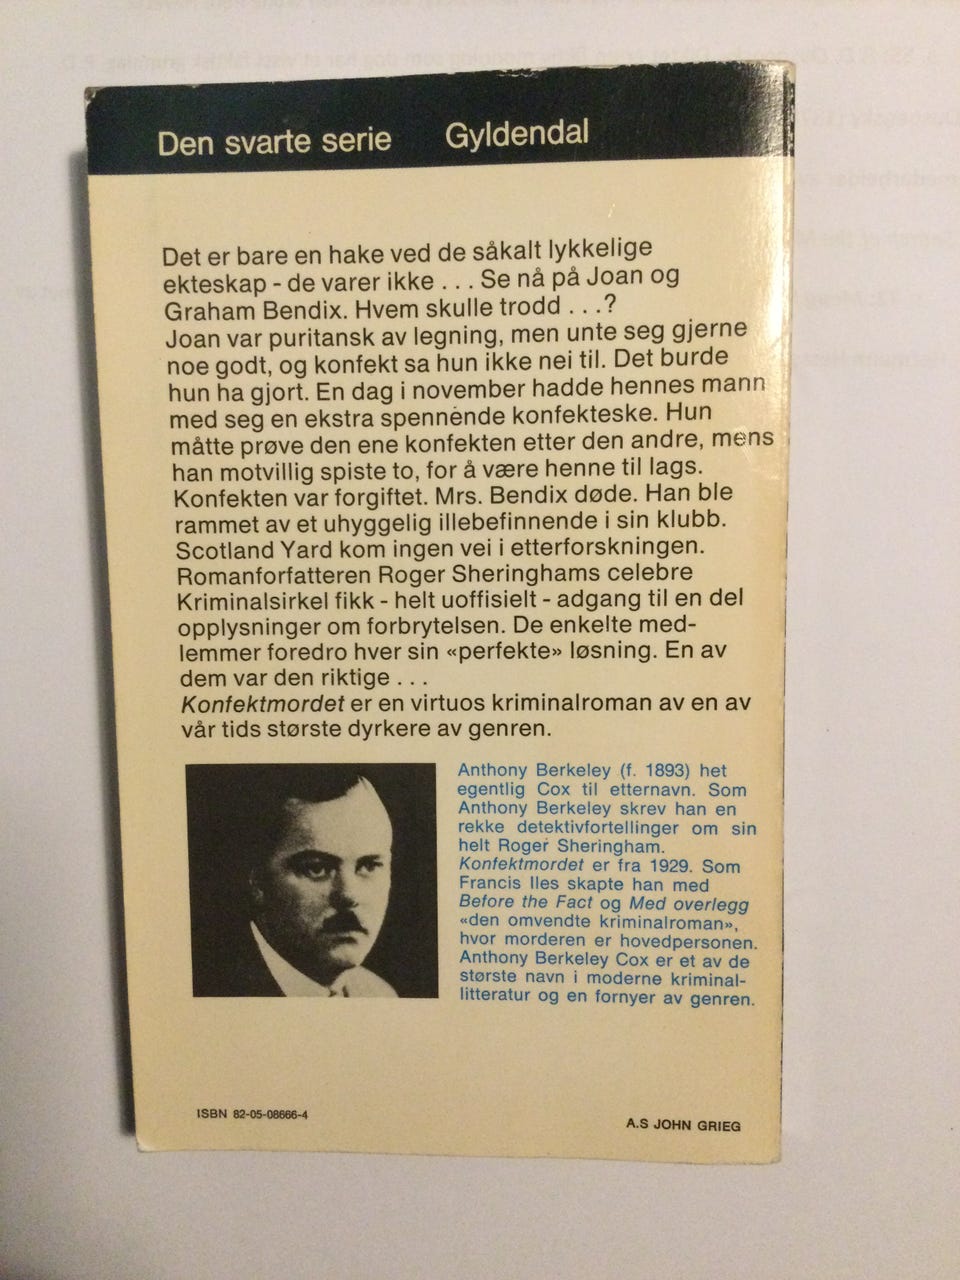 Den svarte serie Gyldendal
Det er bare en hake ved de såkalt lykkelige
ekteskap - de varer ikke . . . Se nå på Joan og
Graham Bendix. Hvem skulle trodd . . .?
Joan var puritansk av legning, men unte seg gjerne
noe godt, og konfekt sa hun ikke nei til. Det burde
hun ha gjort. En dag i november hadde hennes mann
med seg en ekstra spennende konfekteske. Hun
måtte prøve den ene konfekten etter den andre, mens
han motvillig spiste to, for å være henne til lags.
Konfekten var forgiftet. Mrs. Bendix døde. Han ble
rammet av et uhyggelig illebefinnende i sin klubb.
Scotland Yard kom ingen vei i etterforskningen.
Romanforfatteren Roger Sheringhams celebre
Kriminalsirkel fikk - helt uoffisielt - adgang til en del
opplysninger om forbrytelsen. De enkelte med-
lemmer foredro hver sin «perfekte» løsning. En av
dem var den riktige . . .
Konfektmordet er en virtuos kriminalroman av en av
vår tids største dyrkere av genren.
Anthony Berkeley (f. 1893) het
egentlig Cox til etternavn. Som
Anthony Berkeley skrev han en
rekke detektivfortellinger om sin
helt Roger Sheringham.
Konfektmordet er fra 1929. Som
Francis Iles skapte han med
Before the Fact og Med overlegg
«den omvendte kriminalroman»,
hvor morderen er hovedpersonen.
Anthony Berkeley Cox er et av de
største navn i moderne kriminal-
litteratur og en fornyer av genren.
ISBN 82-05-08666-4
A.S JOHN GRIEG